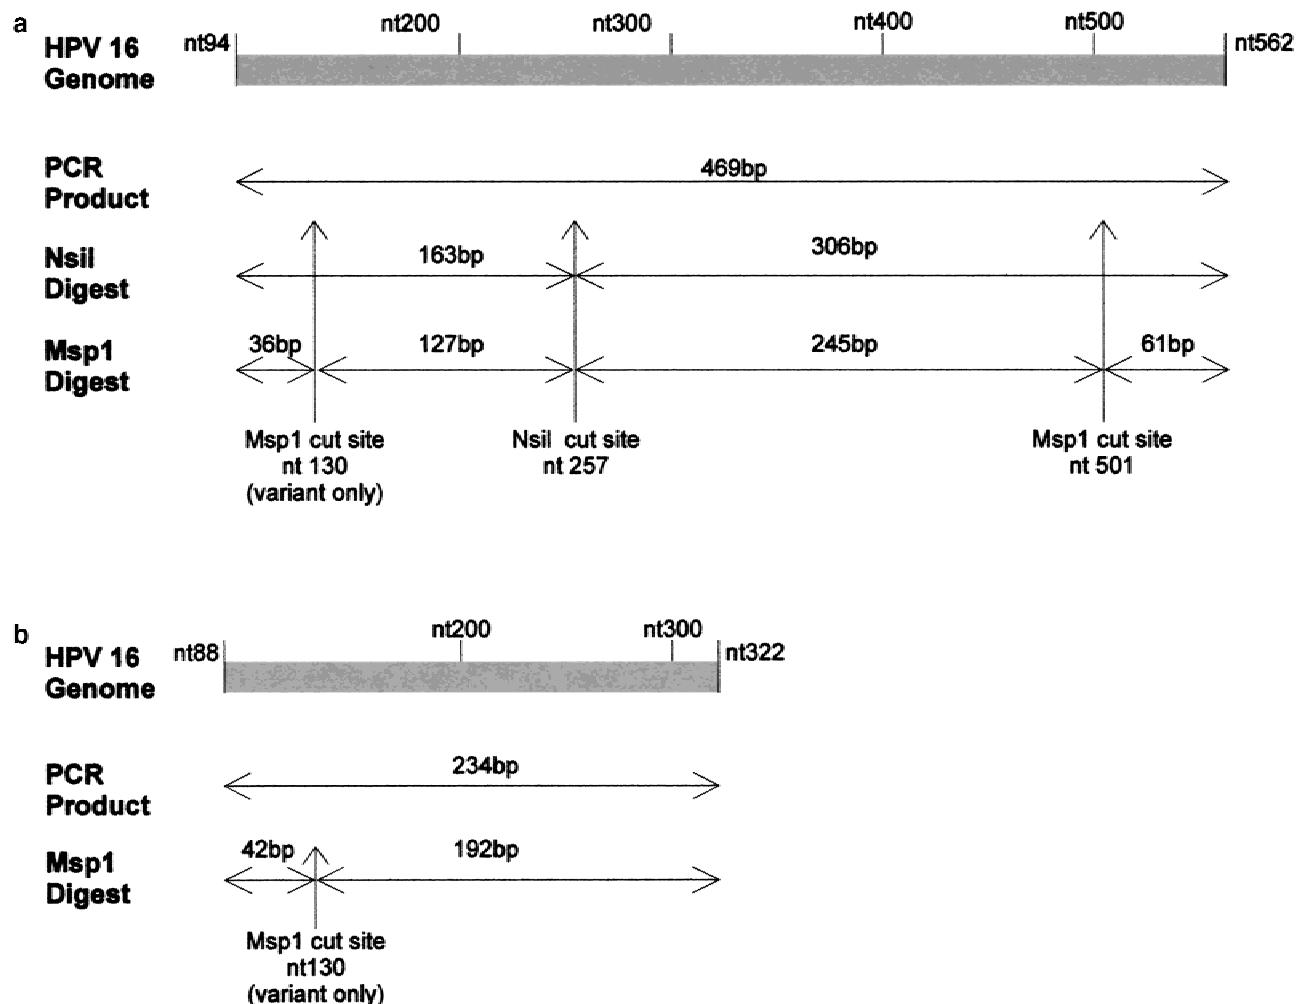 a
HPV 16
Genome
nt94
nt200
nt300
nt400
nt500
nt562
PCR
Product
469bp
Nsil
Digest
163bp
306bp
Msp1
Digest
36bp
127bp
245bp
61bp
Msp1 cut site
nt 130
(variant only)
Nsil cut site
nt 257
Msp1 cut site
nt 501
b
HPV 16
Genome
nt88
nt200
nt300
nt322
PCR
Product
234bp
Msp1
Digest
42bp
192bp
Msp1 cut site
nt130
(variant only)